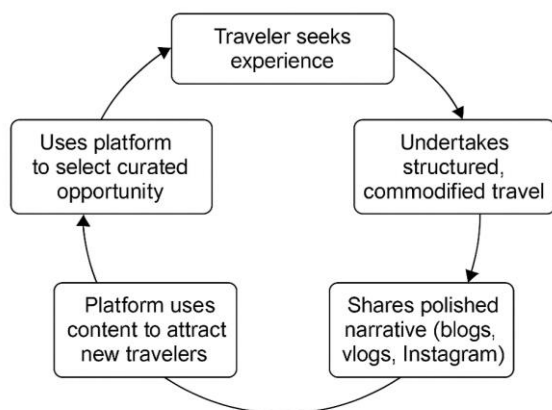 Traveler seeks
experience
Undertakes
structured,
commodified travel
Shares polished
narrative (blogs,
vlogs, Instagram)
Platform uses
content to attract
new travelers
Uses platform
to select curated
opportunity